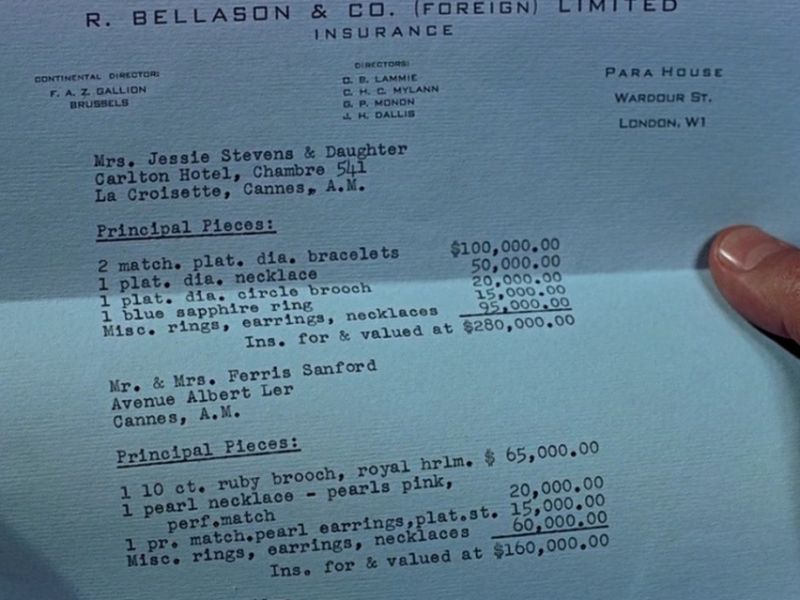 R. BELLASON & CO. (FOREIGN) LIMITED
INSURANCE
CONTINENTAL DIRECTOR:
F. A. Z. GALLION
BRUSSELS
DIRECTORS:
D. B. LAMMIE
C. H. C. MYLANN
G. P. MONON
J. H. DALLIS
PARA HOUSE
WARDOUR ST.
LONDON, W1
Mrs. Jessie Stevens & Daughter
Carlton Hotel, Chambre 541
La Croisette, Cannes, A.M.
Principal Pieces:
2 match. plat. dia. bracelets $100,000.00
1 plat. dia. necklace 50,000.00
1 plat. dia. circle brooch 20,000.00
1 blue sapphire ring 15,000.00
Misc. rings, earrings, necklaces 95,000.00
Ins. for & valued at $280,000.00
Mr. & Mrs. Ferris Sanford
Avenue Albert Ler
Cannes, A.M.
Principal Pieces:
1 10 ct. ruby brooch, royal hrlm. $ 65,000.00
1 pearl necklace - pearls pink,
perf.match 20,000.00
1 pr. match.pearl earrings,plat.st. 15,000.00
Misc. rings, earrings, necklaces 60,000.00
Ins. for & valued at $160,000.00